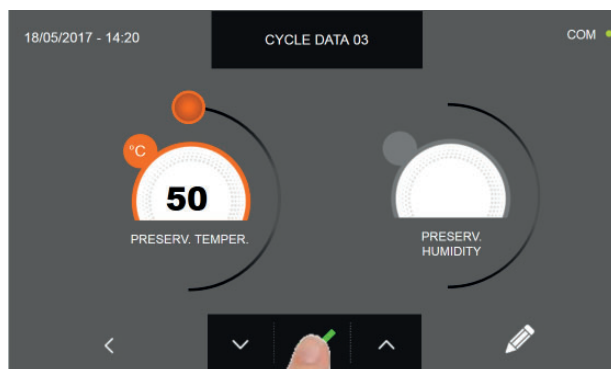 18/05/2017 - 14:20
CYCLE DATA 03
COM
°C
50
PRESERV. TEMPER.
PRESERV.
HUMIDITY